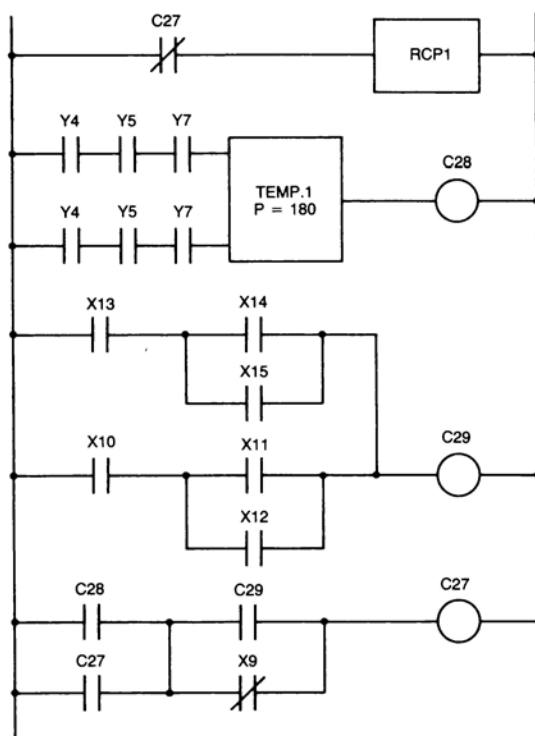 C27
RCP1
Y4 Y5 Y7
C28
TEMP.1
P = 180
Y4 Y5 Y7
X13 X14
X15
X10 X11 C29
X12
C28 C29 C27
C27 X9